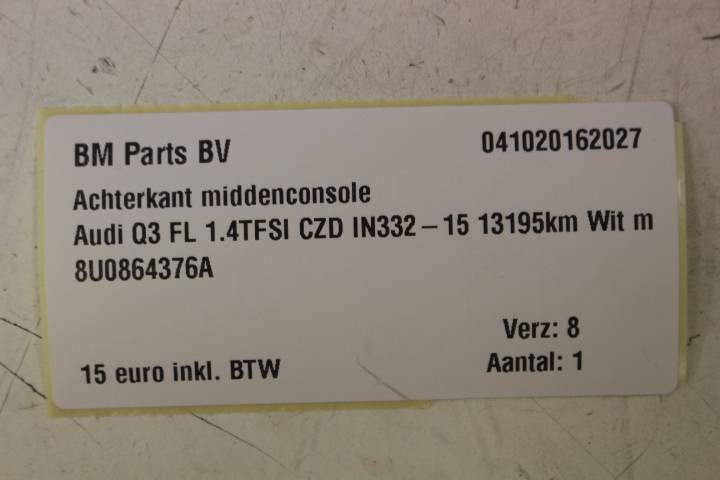 BM Parts BV 041020162027
Achterkant middenconsole
Audi Q3 FL 1.4TFSI CZD IN332-15 13195km Wit m
8U0864376A
Verz: 8
15 euro inkl. BTW Aantal: 1